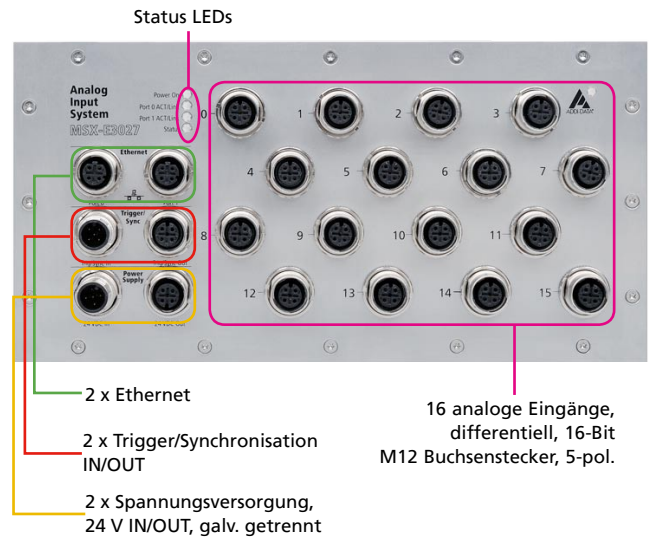 Status LEDs
Analog
Input
System
MSX-E3027
Power On
Port 0 ACT/Link
Port 1 ACT/Link
Status
ADDI-DATA
0
1
2
3
Ethernet
4
5
6
7
Trigger/
Sync
8
9
10
11
Power
Supply
12
13
14
15
24 VDC In
24 VDC Out
2 x Ethernet
2 x Trigger/Synchronisation
IN/OUT
2 x Spannungsversorgung,
24 V IN/OUT, galv. getrennt
16 analoge Eingänge,
differentiell, 16-Bit
M12 Buchsenstecker, 5-pol.